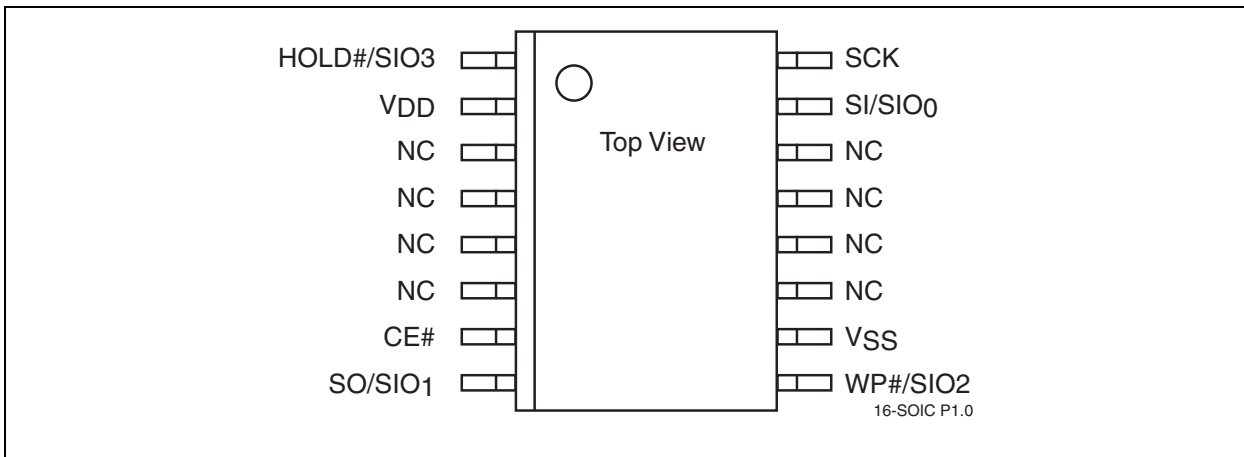 HOLD#/SIO3
VDD
NC
NC
NC
NC
CE#
SO/SIO1
Top View
SCK
SI/SIO0
NC
NC
NC
NC
VSS
WP#/SIO2
16-SOIC P1.0